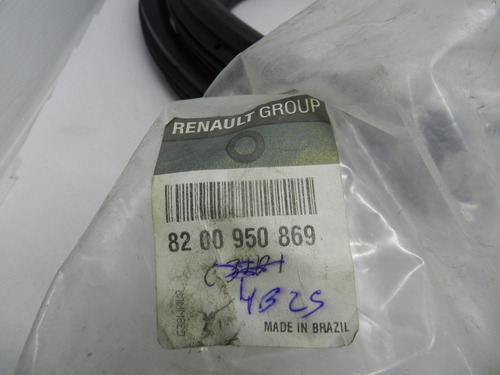 RENAULT GROUP
82 00 950 869
4B25
MADE IN BRAZIL